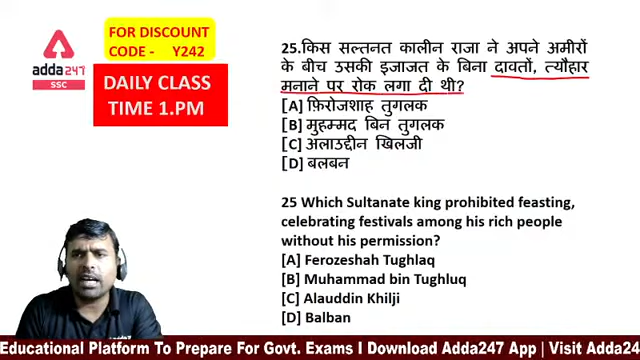 FOR DISCOUNT
CODE - Y242
adda247
SSC
DAILY CLASS
TIME 1.PM
25.किस सल्तनत कालीन राजा ने अपने अमीरों
के बीच उसकी इजाजत के बिना दावतों, त्यौहार
मनाने पर रोक लगा दी थी?
[A] फ़िरोजशाह तुगलक
[B] मुहम्मद बिन तुगलक
[C] अलाउद्दीन खिलजी
[D] बलबन
25 Which Sultanate king prohibited feasting,
celebrating festivals among his rich people
without his permission?
[A] Ferozeshah Tughlaq
[B] Muhammad bin Tughluq
[C] Alauddin Khilji
[D] Balban
Educational Platform To Prepare For Govt. Exams I Download Adda247 App | Visit Adda24